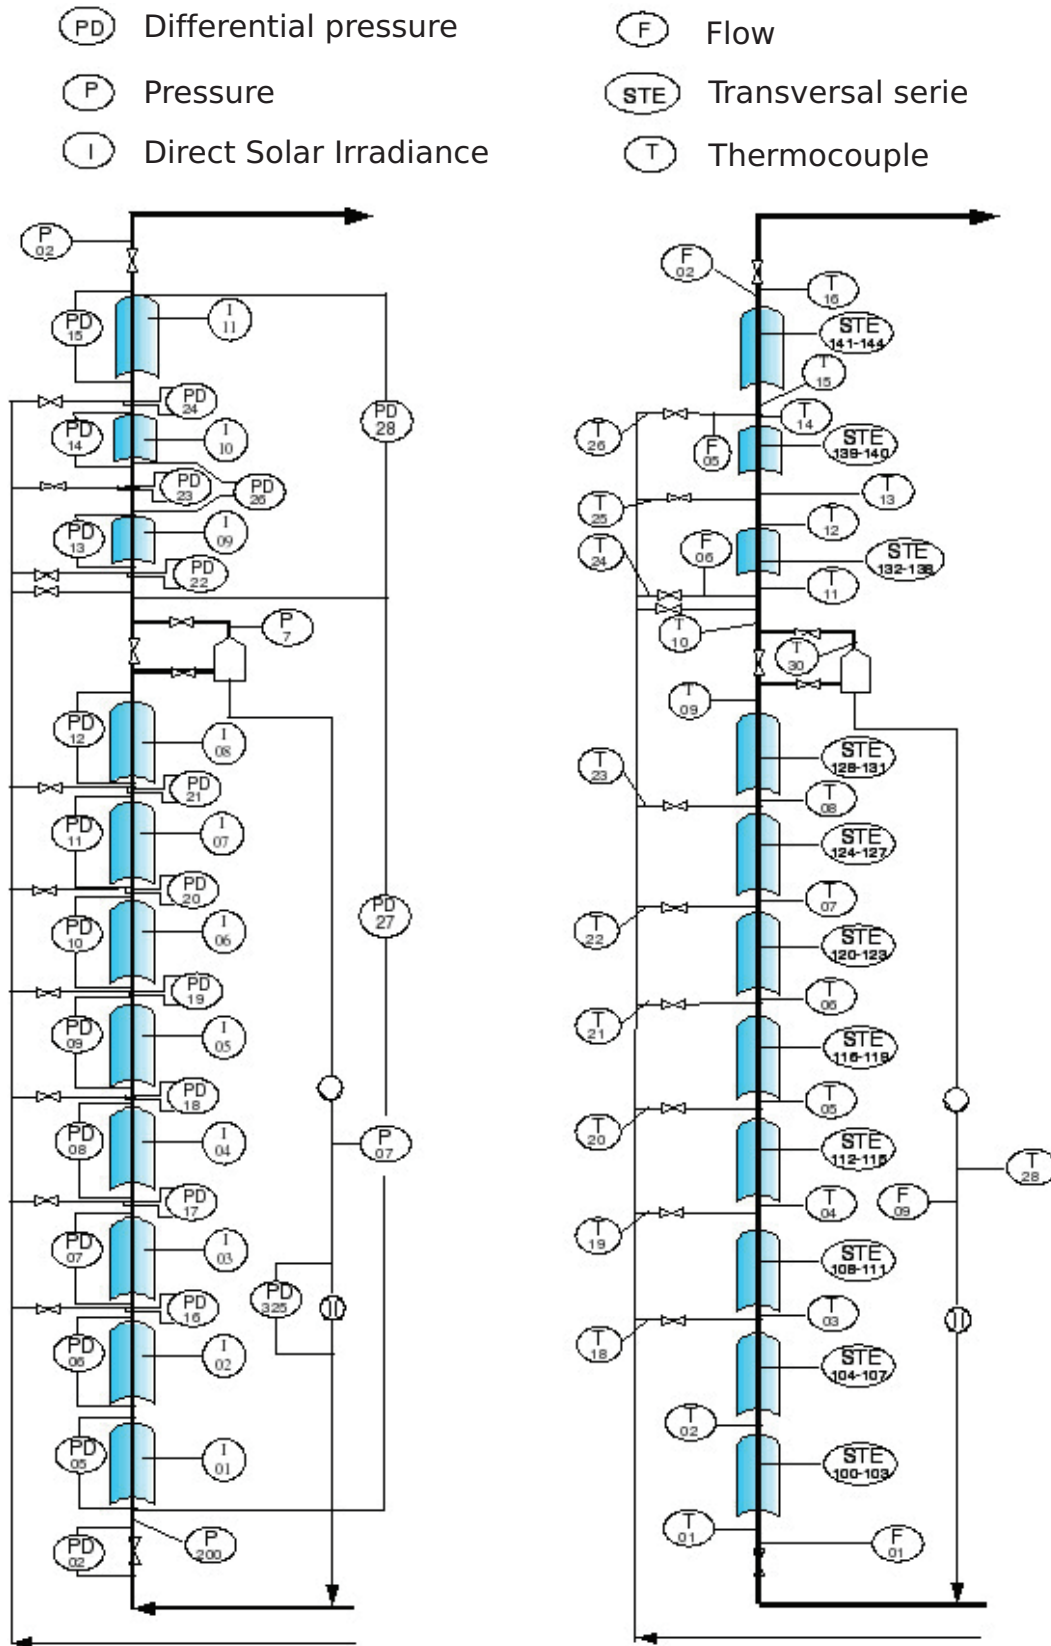 PD Differential pressure
F Flow
P Pressure
STE Transversal serie
I Direct Solar Irradiance
T Thermocouple
P 02
PD 15
I 11
PD 24
PD 28
PD 14
I 10
PD 23
PD 26
PD 13
I 09
PD 22
P 7
PD 12
I 08
PD 21
PD 11
I 07
PD 20
PD 10
I 06
PD 27
PD 19
PD 09
I 05
PD 18
PD 08
I 04
P 07
PD 17
PD 07
I 03
PD 325
PD 16
PD 06
I 02
PD 05
I 01
PD 02
P 200
F 02
T 16
STE 141-144
T 15
T 14
T 26
F 05
STE 139-140
T 13
T 25
T 12
T 24
F 06
STE 132-138
T 11
T 10
T 30
T 09
STE 128-131
T 23
T 08
STE 124-127
T 07
T 22
STE 120-123
T 06
T 21
STE 116-119
T 05
T 20
STE 112-115
T 28
T 04
F 09
T 19
STE 108-111
T 03
T 18
STE 104-107
T 02
STE 100-103
T 01
F 01